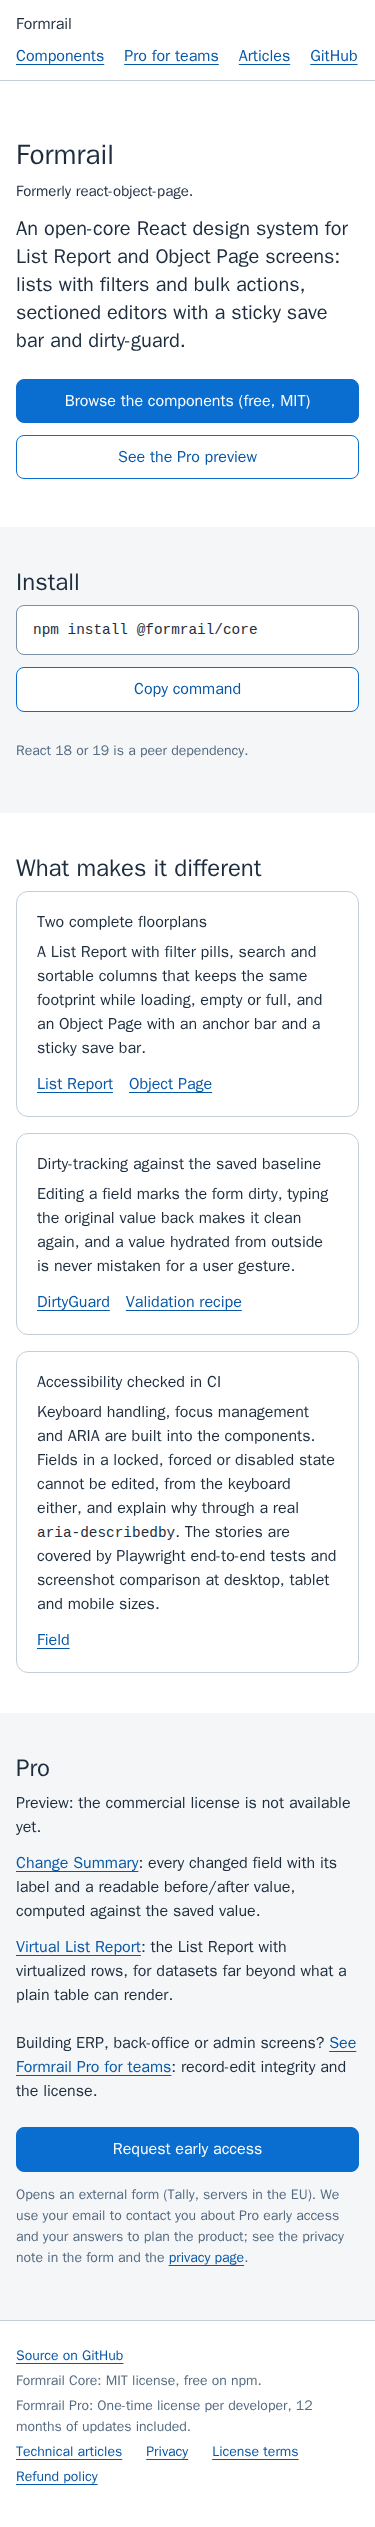 Formrail
Components Pro for teams Articles GitHub
Formrail
Formerly react-object-page.
An open-core React design system for
List Report and Object Page screens:
lists with filters and bulk actions,
sectioned editors with a sticky save
bar and dirty-guard.
Browse the components (free, MIT)
See the Pro preview
Install
npm install @formrail/core
Copy command
React 18 or 19 is a peer dependency.
What makes it different
Two complete floorplans
A List Report with filter pills, search and
sortable columns that keeps the same
footprint while loading, empty or full, and
an Object Page with an anchor bar and a
sticky save bar.
List Report Object Page
Dirty-tracking against the saved baseline
Editing a field marks the form dirty, typing
the original value back makes it clean
again, and a value hydrated from outside
is never mistaken for a user gesture.
DirtyGuard Validation recipe
Accessibility checked in CI
Keyboard handling, focus management
and ARIA are built into the components.
Fields in a locked, forced or disabled state
cannot be edited, from the keyboard
either, and explain why through a real
aria-describedby. The stories are
covered by Playwright end-to-end tests and
screenshot comparison at desktop, tablet
and mobile sizes.
Field
Pro
Preview: the commercial license is not available
yet.
Change Summary: every changed field with its
label and a readable before/after value,
computed against the saved value.
Virtual List Report: the List Report with
virtualized rows, for datasets far beyond what a
plain table can render.
Building ERP, back-office or admin screens? See
Formrail Pro for teams: record-edit integrity and
the license.
Request early access
Opens an external form (Tally, servers in the EU). We
use your email to contact you about Pro early access
and your answers to plan the product; see the privacy
note in the form and the privacy page.
Source on GitHub
Formrail Core: MIT license, free on npm.
Formrail Pro: One-time license per developer, 12
months of updates included.
Technical articles Privacy License terms
Refund policy